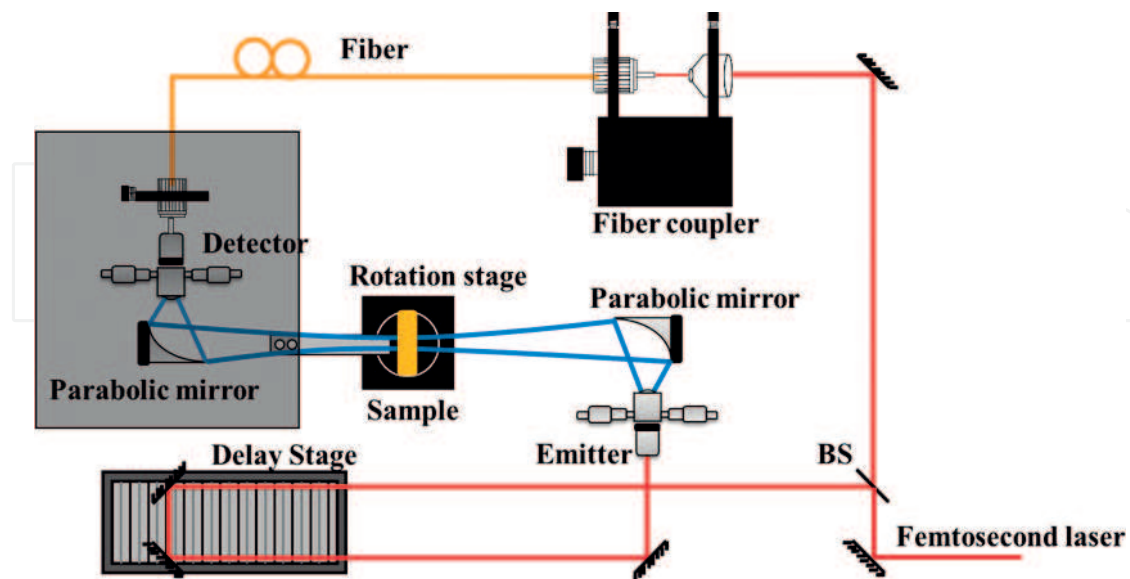 Fiber
Fiber coupler
Detector
Rotation stage
Parabolic mirror
Parabolic mirror
Sample
Delay Stage
Emitter
BS
Femtosecond laser